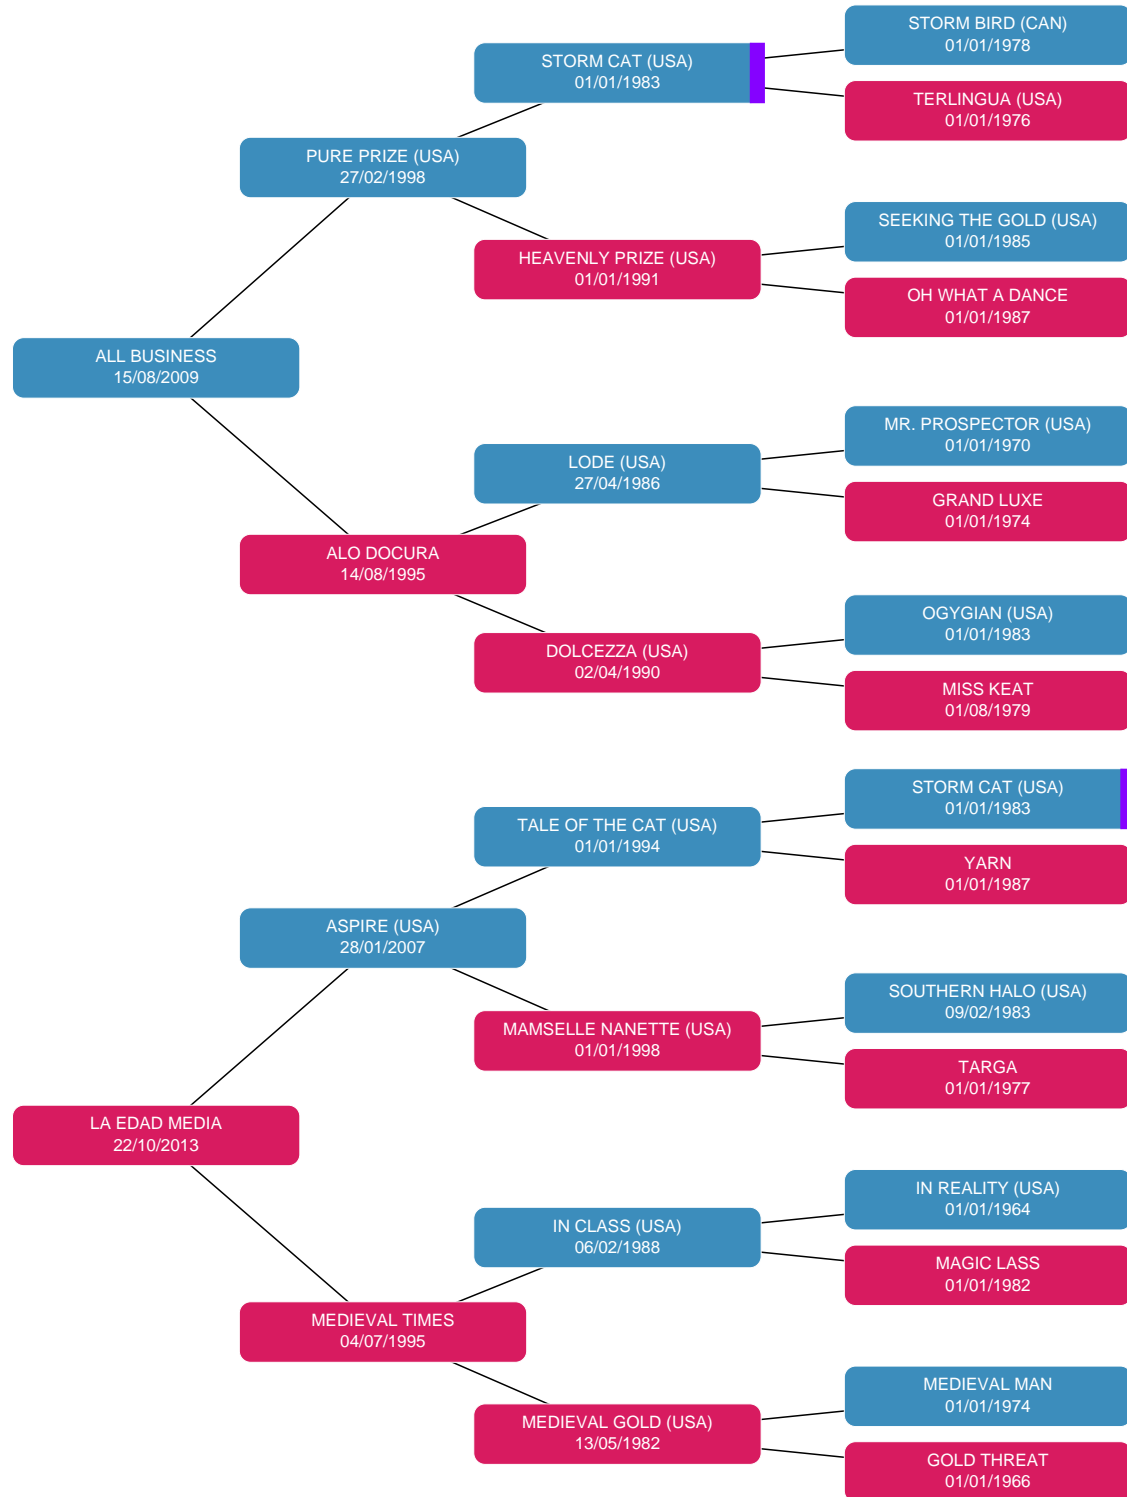 STORM BIRD (CAN)
01/01/1978
STORM CAT (USA)
01/01/1983
TERLINGUA (USA)
01/01/1976
PURE PRIZE (USA)
27/02/1998
SEEKING THE GOLD (USA)
01/01/1985
HEAVENLY PRIZE (USA)
01/01/1991
OH WHAT A DANCE
01/01/1987
ALL BUSINESS
15/08/2009
MR. PROSPECTOR (USA)
01/01/1970
LODE (USA)
27/04/1986
GRAND LUXE
01/01/1974
ALO DOCURA
14/08/1995
OGYGIAN (USA)
01/01/1983
DOLCEZZA (USA)
02/04/1990
MISS KEAT
01/08/1979
STORM CAT (USA)
01/01/1983
TALE OF THE CAT (USA)
01/01/1994
YARN
01/01/1987
ASPIRE (USA)
28/01/2007
SOUTHERN HALO (USA)
09/02/1983
MAMSELLE NANETTE (USA)
01/01/1998
TARGA
01/01/1977
LA EDAD MEDIA
22/10/2013
IN REALITY (USA)
01/01/1964
IN CLASS (USA)
06/02/1988
MAGIC LASS
01/01/1982
MEDIEVAL TIMES
04/07/1995
MEDIEVAL MAN
01/01/1974
MEDIEVAL GOLD (USA)
13/05/1982
GOLD THREAT
01/01/1966